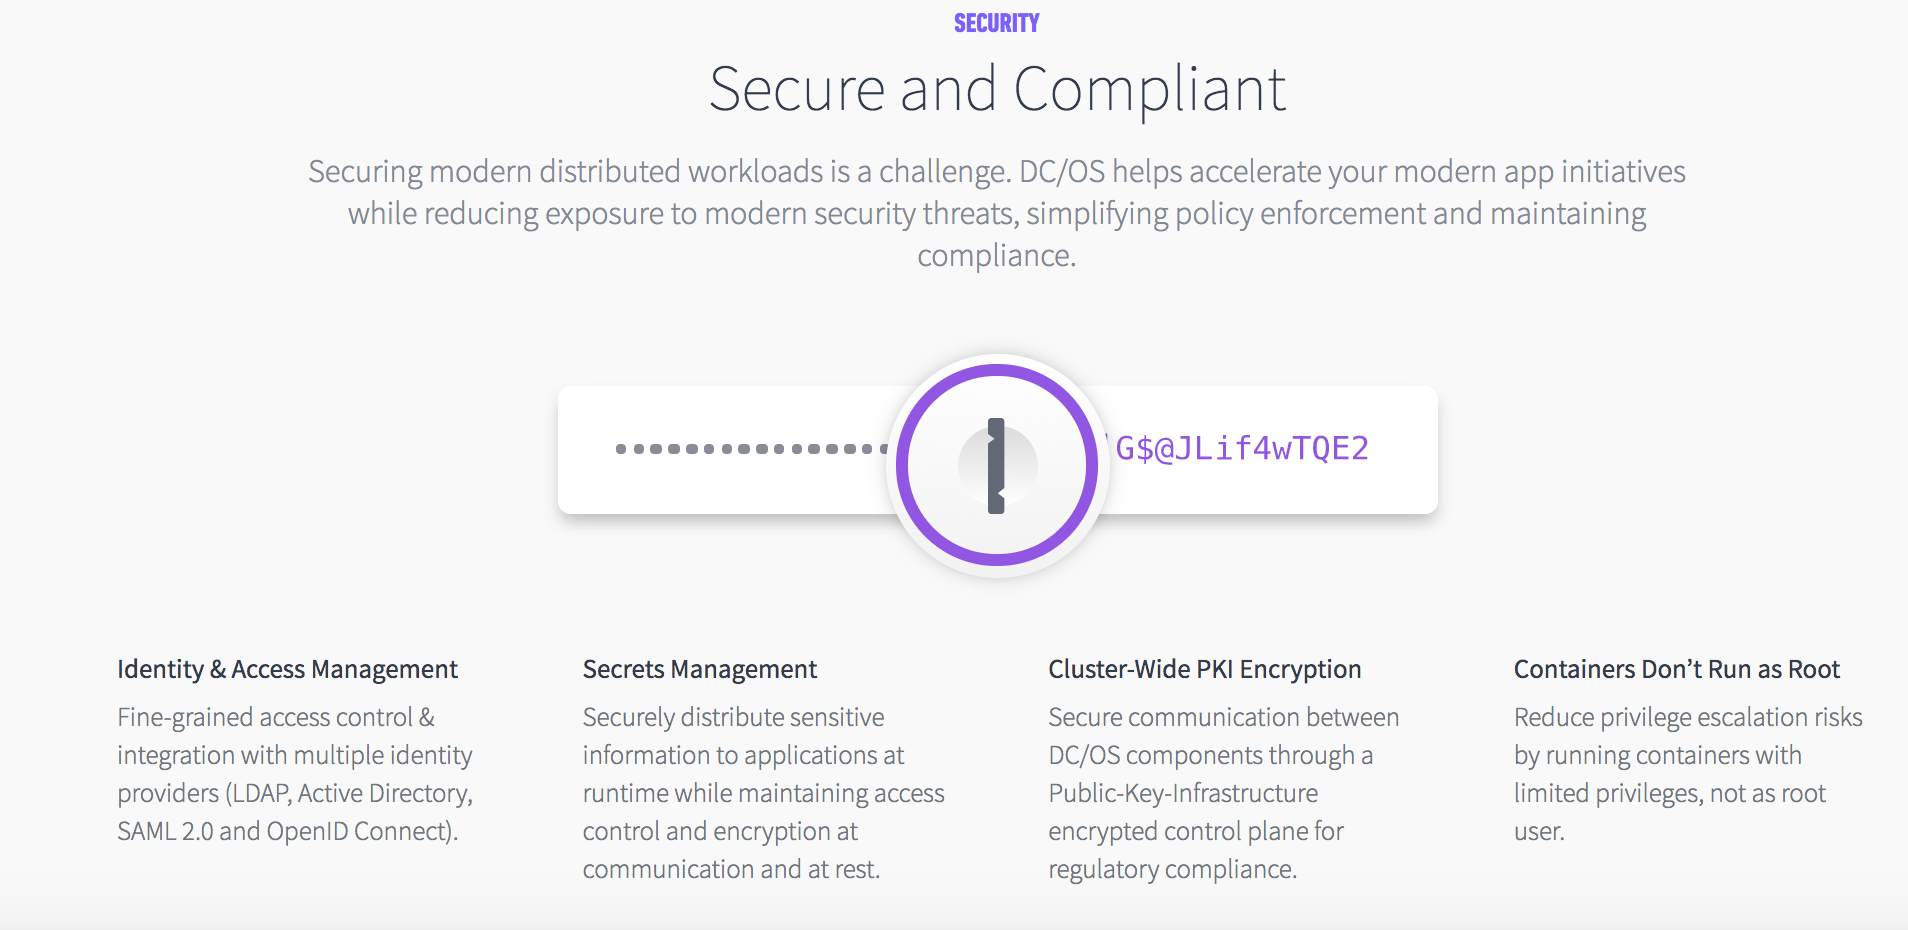 SECURITY
Secure and Compliant
Securing modern distributed workloads is a challenge. DC/OS helps accelerate your modern app initiatives
while reducing exposure to modern security threats, simplifying policy enforcement and maintaining
compliance.
G$@JLif4wTQE2
Identity & Access Management
Fine-grained access control &
integration with multiple identity
providers (LDAP, Active Directory,
SAML 2.0 and OpenID Connect).
Secrets Management
Securely distribute sensitive
information to applications at
runtime while maintaining access
control and encryption at
communication and at rest.
Cluster-Wide PKI Encryption
Secure communication between
DC/OS components through a
Public-Key-Infrastructure
encrypted control plane for
regulatory compliance.
Containers Don’t Run as Root
Reduce privilege escalation risks
by running containers with
limited privileges, not as root
user.